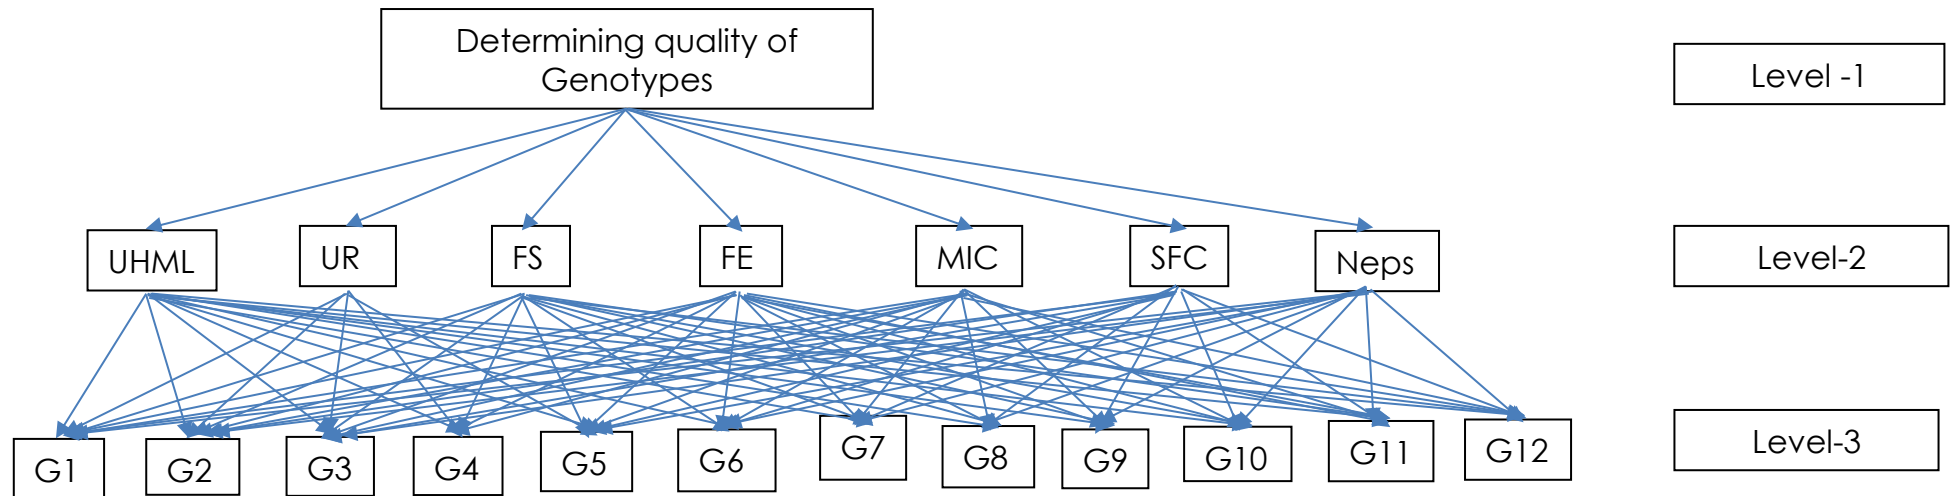 Determining quality of
Genotypes
Level -1
UHML
UR
FS
FE
MIC
SFC
Neps
Level-2
G1
G2
G3
G4
G5
G6
G7
G8
G9
G10
G11
G12
Level-3